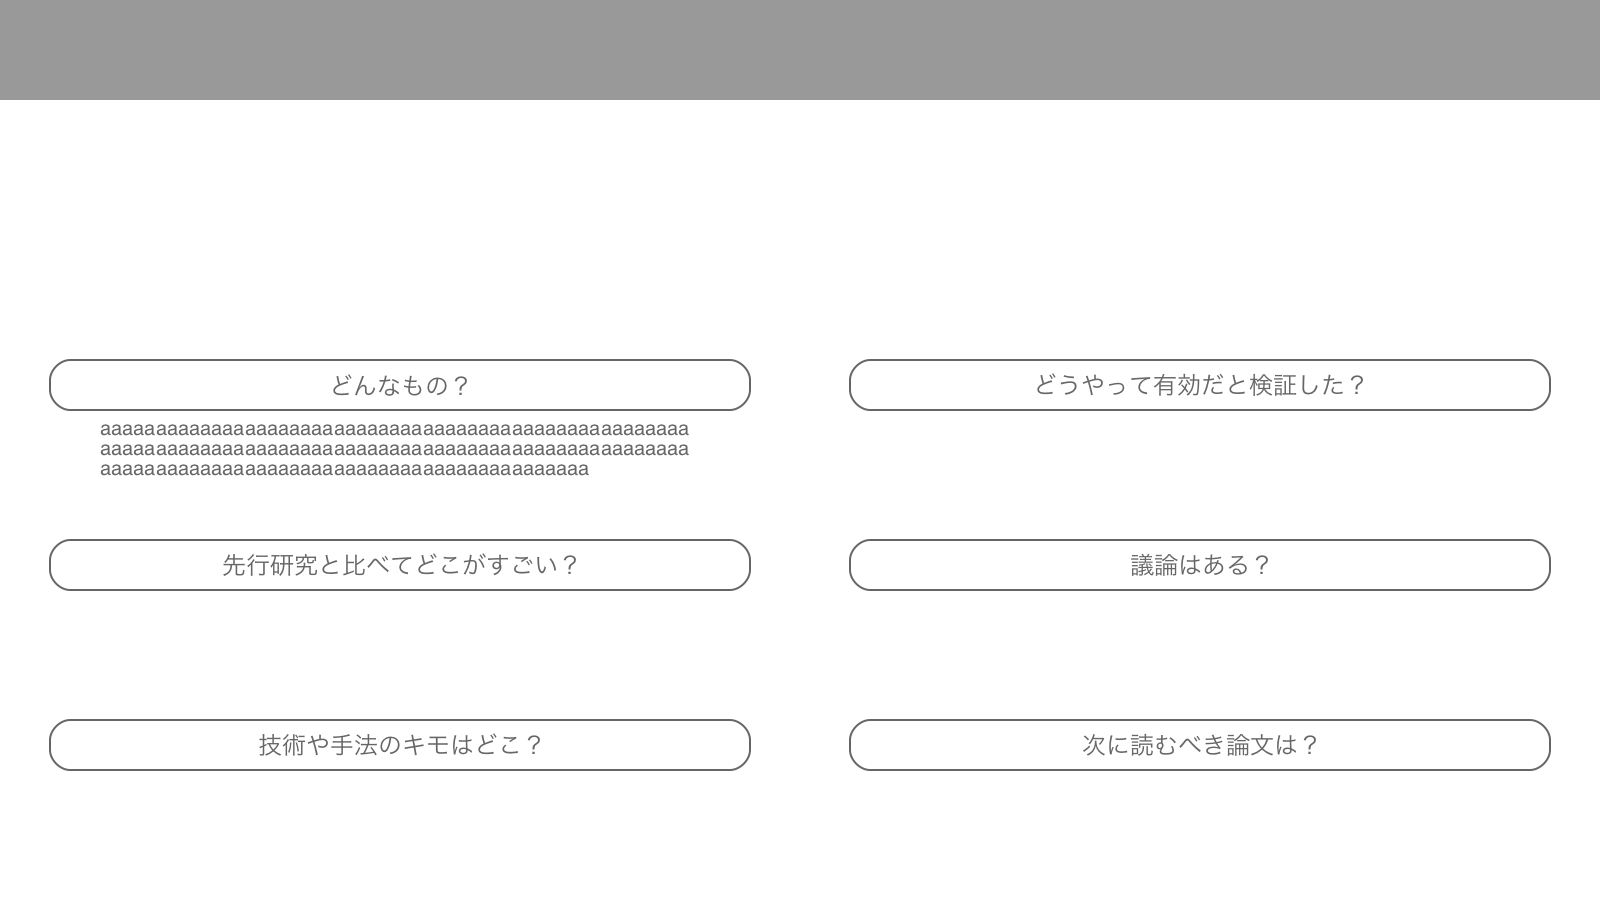 どんなもの？
aaaaaaaaaaaaaaaaaaaaaaaaaaaaaaaaaaaaaaaaaaaaaaaaaaaaa
aaaaaaaaaaaaaaaaaaaaaaaaaaaaaaaaaaaaaaaaaaaaaaaaaaaaa
aaaaaaaaaaaaaaaaaaaaaaaaaaaaaaaaaaaaaaaaaaaa
先行研究と比べてどこがすごい？
技術や手法のキモはどこ？
どうやって有効だと検証した？
議論はある？
次に読むべき論文は？